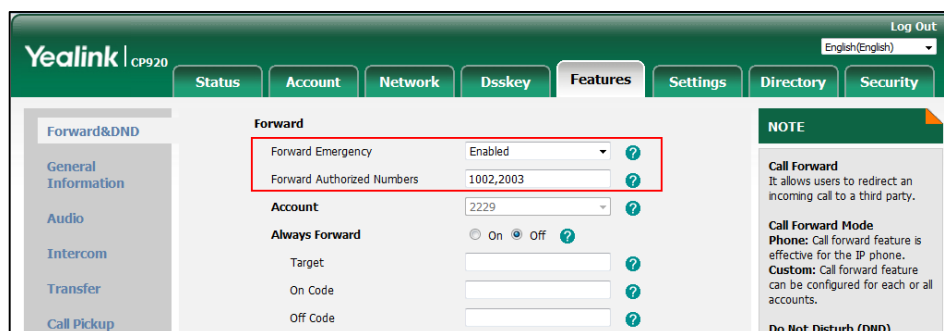 Log Out
Yealink | CP920
English(English)
Status Account Network Dsskey Features Settings Directory Security
Forward&DND
General
Information
Audio
Intercom
Transfer
Call Pickup
Forward
Forward Emergency Enabled ?
Forward Authorized Numbers 1002,2003 ?
Account 2229 ?
Always Forward On Off ?
Target ?
On Code ?
Off Code ?
NOTE
Call Forward
It allows users to redirect an
incoming call to a third party.
Call Forward Mode
Phone: Call forward feature is
effective for the IP phone.
Custom: Call forward feature
can be configured for each or all
accounts.
Do Not Disturb (DND)